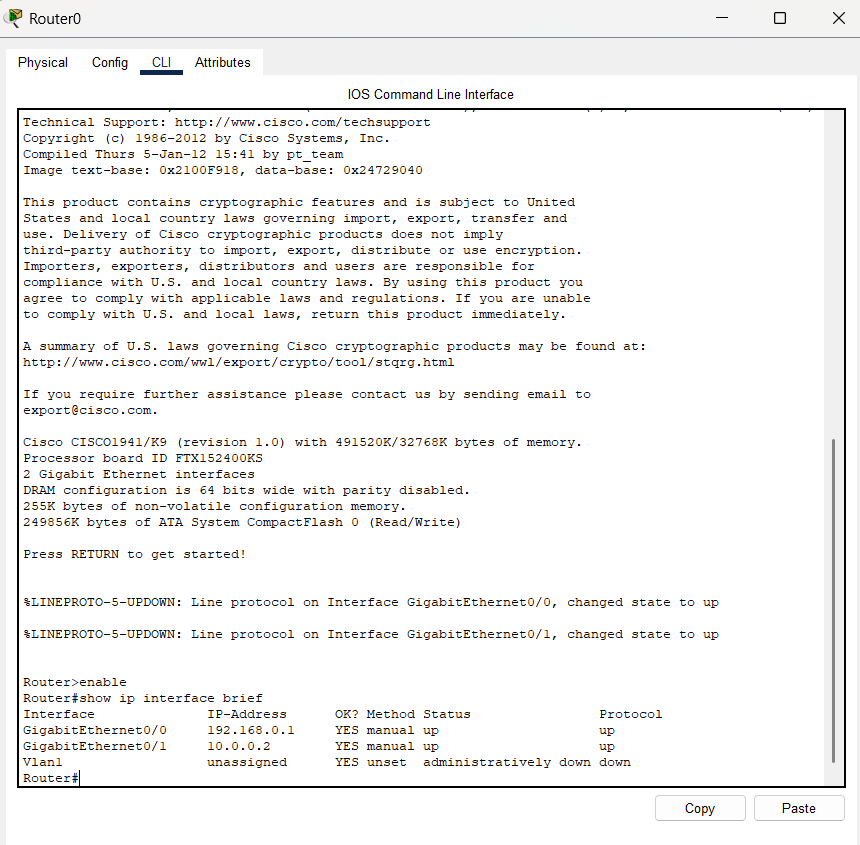 Router0
Physical Config CLI Attributes
IOS Command Line Interface
Technical Support: http://www.cisco.com/techsupport
Copyright (c) 1986-2012 by Cisco Systems, Inc.
Compiled Thurs 5-Jan-12 15:41 by pt_team
Image text-base: 0x2100F918, data-base: 0x24729040
This product contains cryptographic features and is subject to United
States and local country laws governing import, export, transfer and
use. Delivery of Cisco cryptographic products does not imply
third-party authority to import, export, distribute or use encryption.
Importers, exporters, distributors and users are responsible for
compliance with U.S. and local country laws. By using this product you
agree to comply with applicable laws and regulations. If you are unable
to comply with U.S. and local laws, return this product immediately.
A summary of U.S. laws governing Cisco cryptographic products may be found at:
http://www.cisco.com/wwl/export/crypto/tool/stqrg.html
If you require further assistance please contact us by sending email to
export@cisco.com.
Cisco CISCO1941/K9 (revision 1.0) with 491520K/32768K bytes of memory.
Processor board ID FTX152400KS
2 Gigabit Ethernet interfaces
DRAM configuration is 64 bits wide with parity disabled.
255K bytes of non-volatile configuration memory.
249856K bytes of ATA System CompactFlash 0 (Read/Write)
Press RETURN to get started!
%LINEPROTO-5-UPDOWN: Line protocol on Interface GigabitEthernet0/0, changed state to up
%LINEPROTO-5-UPDOWN: Line protocol on Interface GigabitEthernet0/1, changed state to up
Router>enable
Router#show ip interface brief
Interface IP-Address OK? Method Status Protocol
GigabitEthernet0/0 192.168.0.1 YES manual up up
GigabitEthernet0/1 10.0.0.2 YES manual up up
Vlan1 unassigned YES unset administratively down down
Router#
Copy Paste